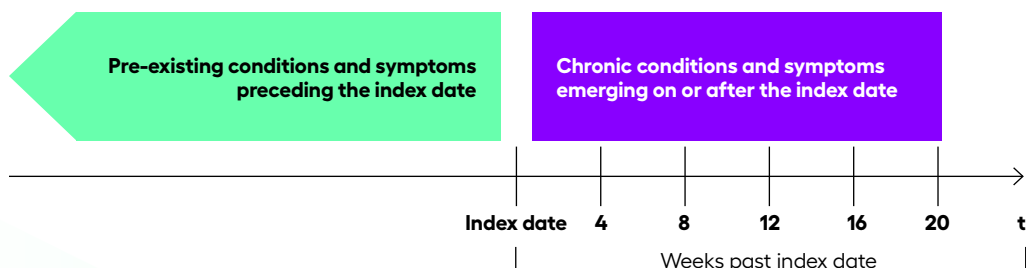 Pre-existing conditions and symptoms
preceding the index date
Chronic conditions and symptoms
emerging on or after the index date
Index date 4 8 12 16 20 t
Weeks past index date